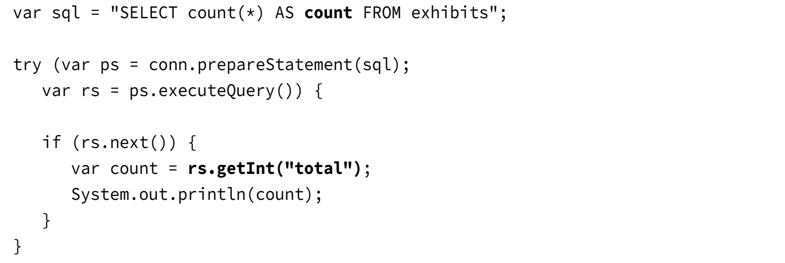 var sql = "SELECT count(*) AS count FROM exhibits";
try (var ps = conn.prepareStatement(sql);
var rs = ps.executeQuery()) {
if (rs.next()) {
var count = rs.getInt("total");
System.out.println(count);
}
}